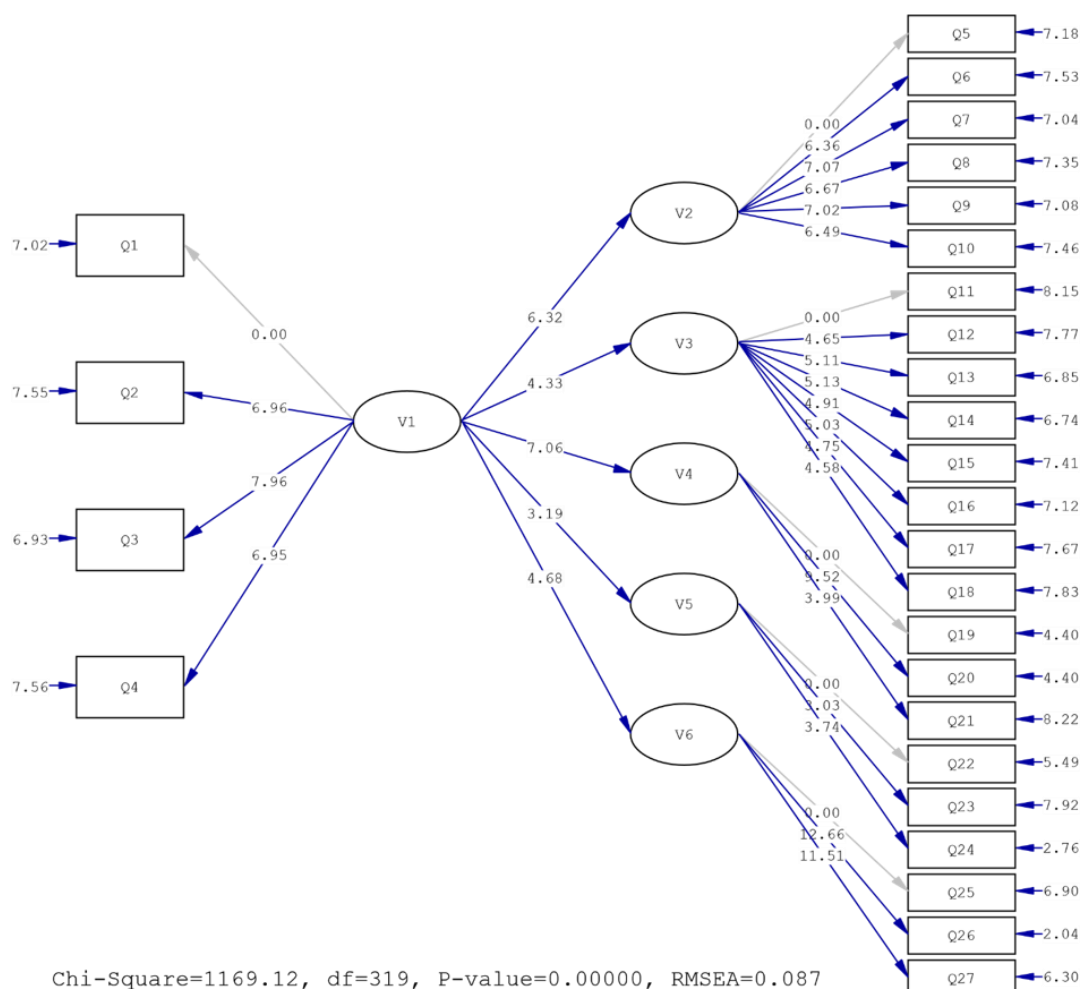 Q5 7.18
Q6 7.53
Q7 7.04
Q8 7.35
Q9 7.08
Q10 7.46
Q11 8.15
Q12 7.77
Q13 6.85
Q14 6.74
Q15 7.41
Q16 7.12
Q17 7.67
Q18 7.83
Q19 4.40
Q20 4.40
Q21 8.22
Q22 5.49
Q23 7.92
Q24 2.76
Q25 6.90
Q26 2.04
Q27 6.30
0.00
6.36
7.07
6.67
7.02
6.49
0.00
4.65
5.11
5.13
4.91
5.03
4.75
4.58
0.00
9.52
3.99
0.00
3.03
3.74
0.00
12.66
11.51
V2
V3
V4
V5
V6
6.32
4.33
7.06
3.19
4.68
V1
0.00
6.96
7.96
6.95
7.02 Q1
7.55 Q2
6.93 Q3
7.56 Q4
Chi-Square=1169.12, df=319, P-value=0.00000, RMSEA=0.087